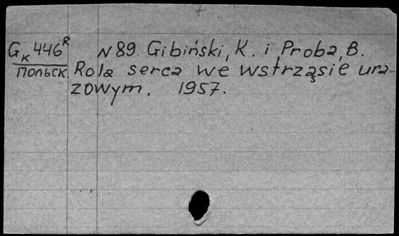 Gк 446ᴿ N 89. Gibiński, K. i Proba, B.
польск. Rola serca we wstrząsie ura-
zowym. 1957.